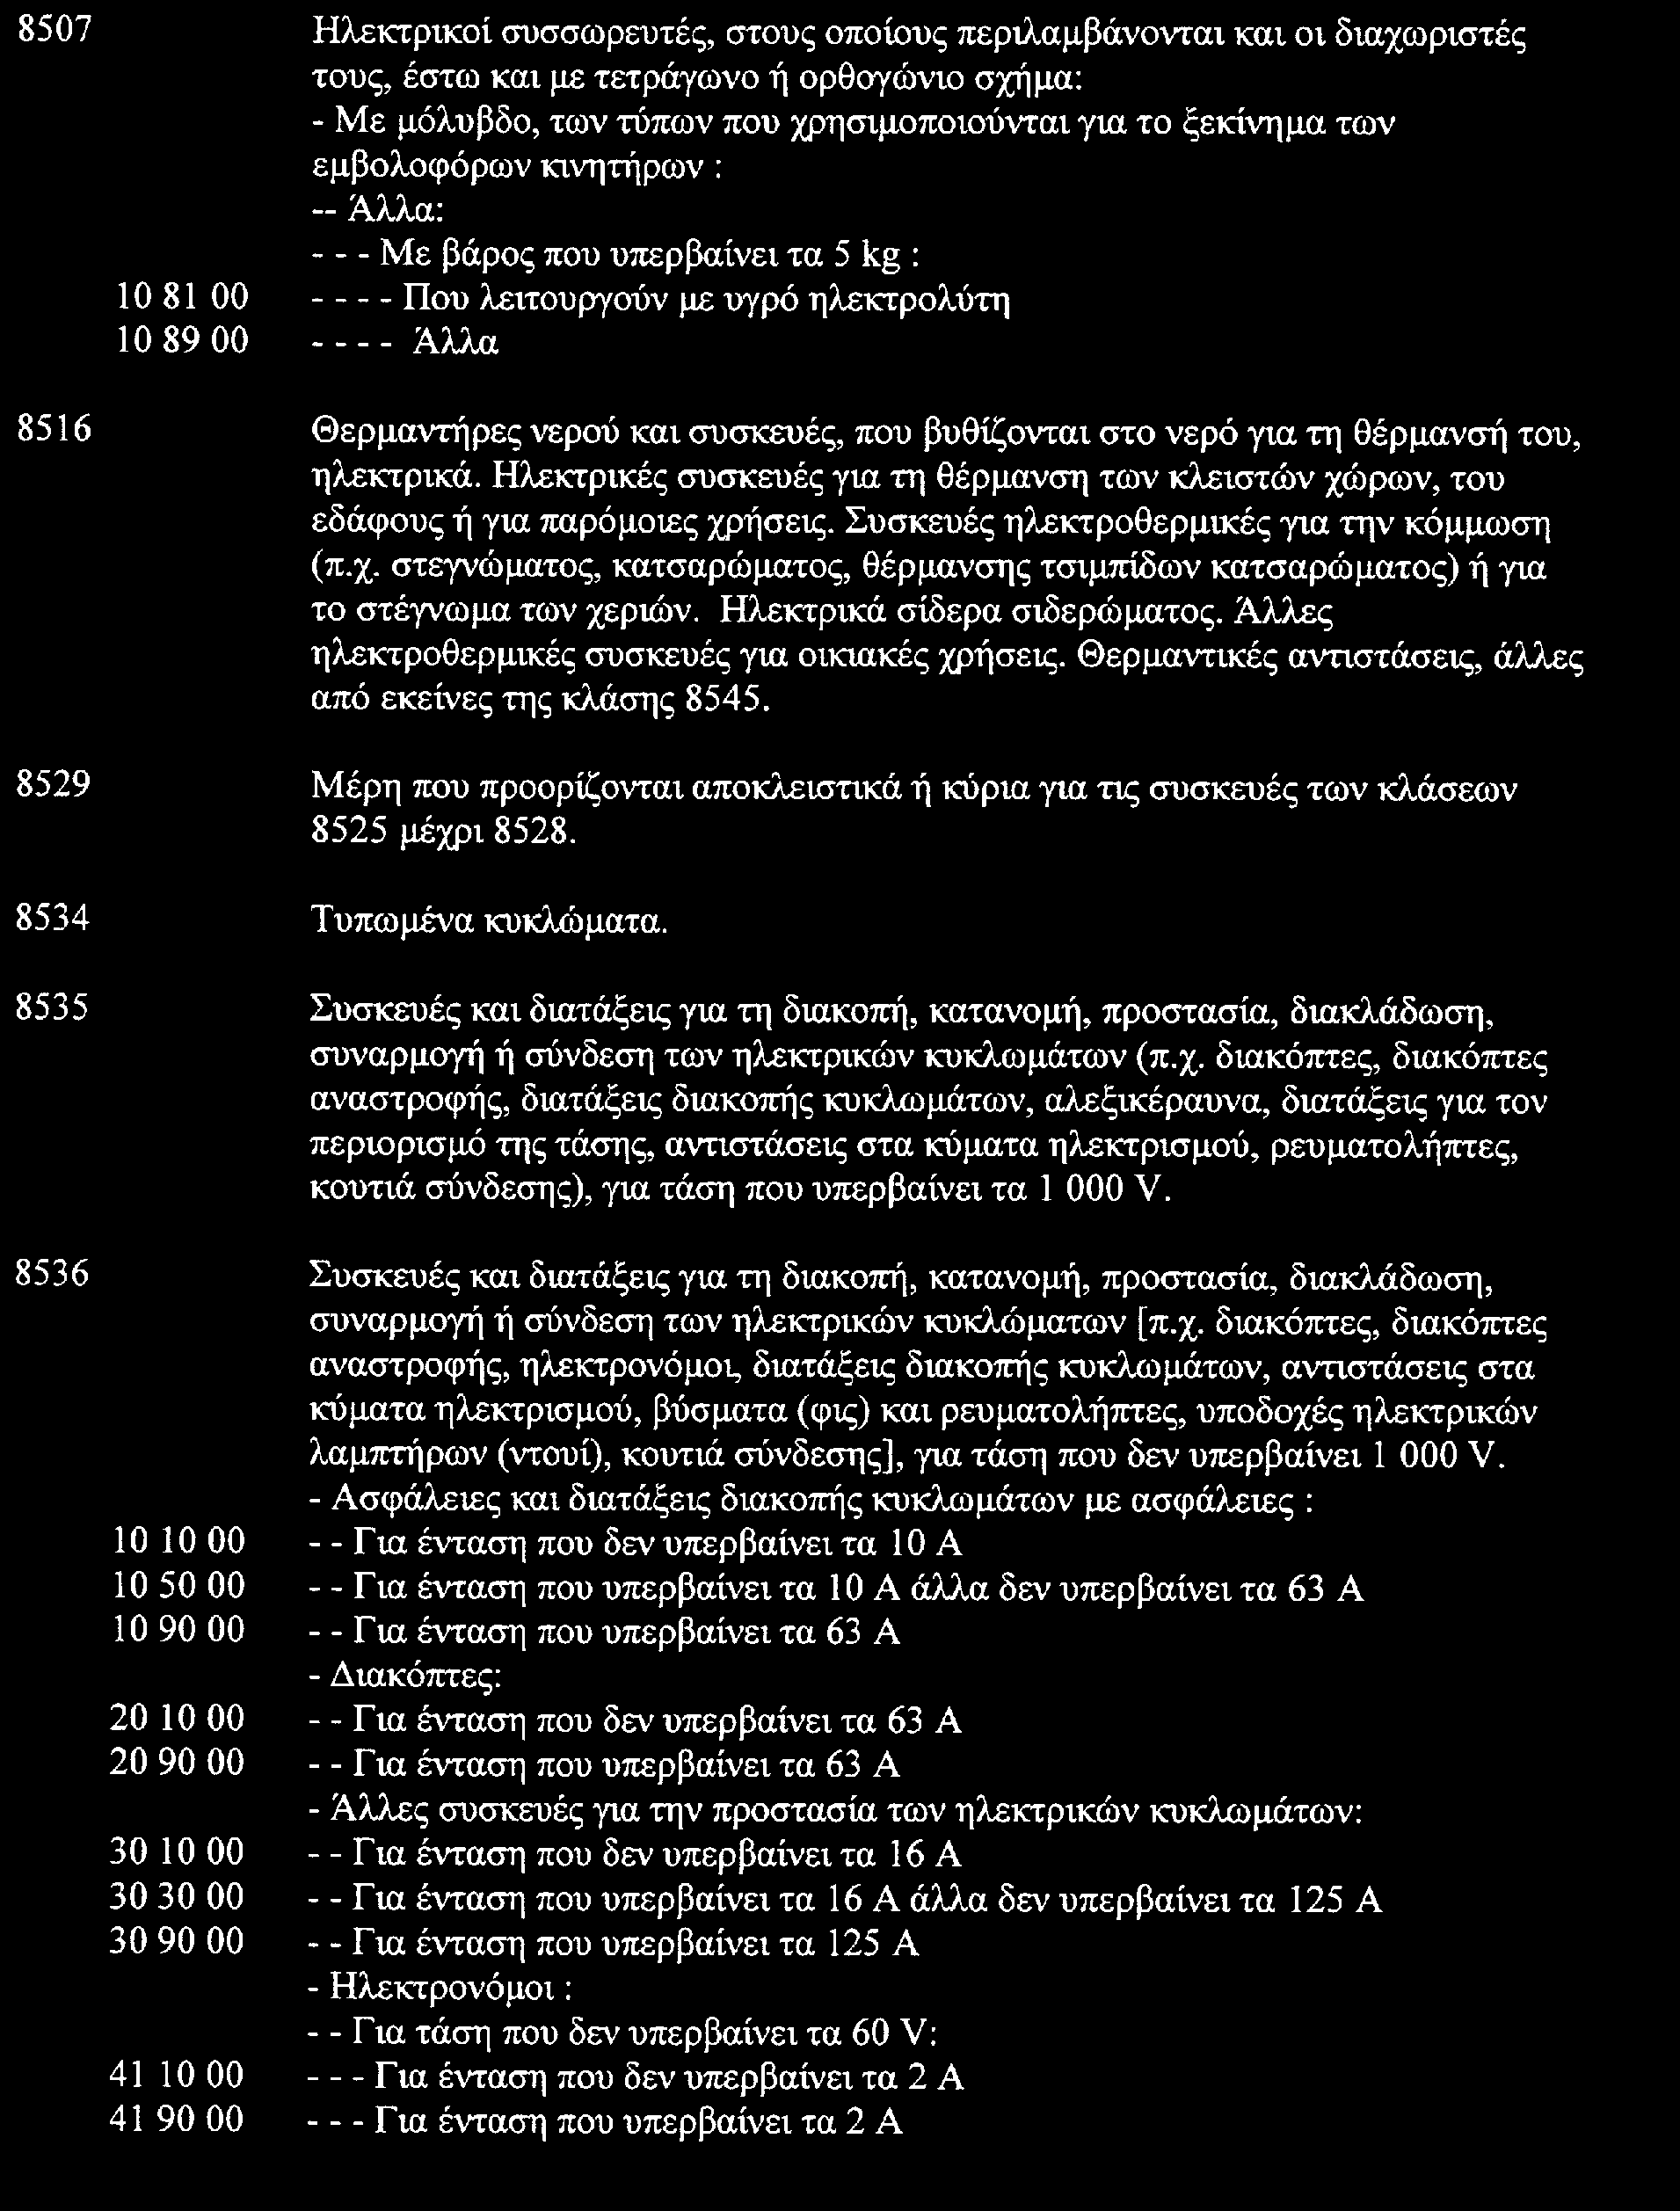 8507 Ηλεκτρικοί συσσωρευτές, στους οποίους περιλαμβάνονται και οι διαχωριστές
τους, έστω και με τετράγωνο ή ορθογώνιο σχήμα:
- Με μόλυβδο, των τύπων που χρησιμοποιούνται για το ξεκίνημα των
εμβολοφόρων κινητήρων :
-- Άλλα:
- - - Με βάρος που υπερβαίνει τα 5 kg :
10 81 00 - - - - Που λειτουργούν με υγρό ηλεκτρολύτη
10 89 00 - - - - Άλλα
8516 Θερμαντήρες νερού και συσκευές, που βυθίζονται στο νερό για τη θέρμανσή του,
ηλεκτρικά. Ηλεκτρικές συσκευές για τη θέρμανση των κλειστών χώρων, του
εδάφους ή για παρόμοιες χρήσεις. Συσκευές ηλεκτροθερμικές για την κόμμωση
(π.χ. στεγνώματος, κατσαρώματος, θέρμανσης τσιμπίδων κατσαρώματος) ή για
το στέγνωμα των χεριών. Ηλεκτρικά σίδερα σιδερώματος. Άλλες
ηλεκτροθερμικές συσκευές για οικιακές χρήσεις. Θερμαντικές αντιστάσεις, άλλες
από εκείνες της κλάσης 8545.
8529 Μέρη που προορίζονται αποκλειστικά ή κύρια για τις συσκευές των κλάσεων
8525 μέχρι 8528.
8534 Τυπωμένα κυκλώματα.
8535 Συσκευές και διατάξεις για τη διακοπή, κατανομή, προστασία, διακλάδωση,
συναρμογή ή σύνδεση των ηλεκτρικών κυκλωμάτων (π.χ. διακόπτες, διακόπτες
αναστροφής, διατάξεις διακοπής κυκλωμάτων, αλεξικέραυνα, διατάξεις για τον
περιορισμό της τάσης, αντιστάσεις στα κύματα ηλεκτρισμού, ρευματολήπτες,
κουτιά σύνδεσης), για τάση που υπερβαίνει τα 1 000 V.
8536 Συσκευές και διατάξεις για τη διακοπή, κατανομή, προστασία, διακλάδωση,
συναρμογή ή σύνδεση των ηλεκτρικών κυκλώματων [π.χ. διακόπτες, διακόπτες
αναστροφής, ηλεκτρονόμοι, διατάξεις διακοπής κυκλωμάτων, αντιστάσεις στα
κύματα ηλεκτρισμού, βύσματα (φις) και ρευματολήπτες, υποδοχές ηλεκτρικών
λαμπτήρων (ντουί), κουτιά σύνδεσης], για τάση που δεν υπερβαίνει 1 000 V.
- Ασφάλειες και διατάξεις διακοπής κυκλωμάτων με ασφάλειες :
10 10 00 - - Για ένταση που δεν υπερβαίνει τα 10 Α
10 50 00 - - Για ένταση που υπερβαίνει τα 10 Α άλλα δεν υπερβαίνει τα 63 Α
10 90 00 - - Για ένταση που υπερβαίνει τα 63 Α
- Διακόπτες:
20 10 00 - - Για ένταση που δεν υπερβαίνει τα 63 Α
20 90 00 - - Για ένταση που υπερβαίνει τα 63 Α
- Άλλες συσκευές για την προστασία των ηλεκτρικών κυκλωμάτων:
30 10 00 - - Για ένταση που δεν υπερβαίνει τα 16 Α
30 30 00 - - Για ένταση που υπερβαίνει τα 16 Α άλλα δεν υπερβαίνει τα 125 Α
30 90 00 - - Για ένταση που υπερβαίνει τα 125 Α
- Ηλεκτρονόμοι :
- - Για τάση που δεν υπερβαίνει τα 60 V:
41 10 00 - - - Για ένταση που δεν υπερβαίνει τα 2 Α
41 90 00 - - - Για ένταση που υπερβαίνει τα 2 Α